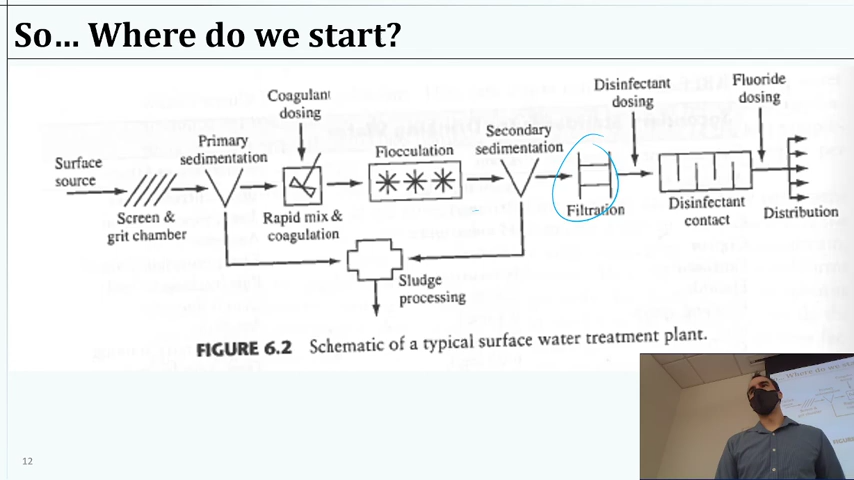 So… Where do we start?
Coagulant
dosing
Disinfectant
dosing
Fluoride
dosing
Primary
sedimentation
Flocculation
Secondary
sedimentation
Surface
source
Screen &
grit chamber
Rapid mix &
coagulation
Filtration
Disinfectant
contact
Distribution
Sludge
processing
FIGURE 6.2 Schematic of a typical surface water treatment plant.
12